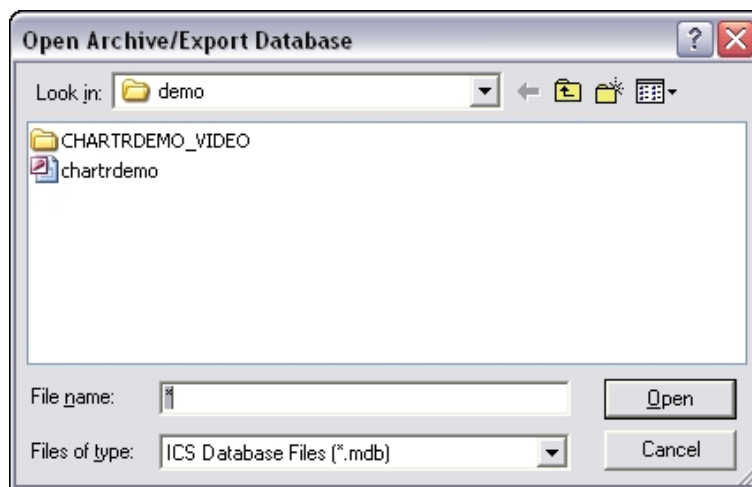 Open Archive/Export Database
Look in: demo
CHARTRDEMO_VIDEO
chartrdemo
File name: *
Open
Files of type: ICS Database Files (*.mdb)
Cancel